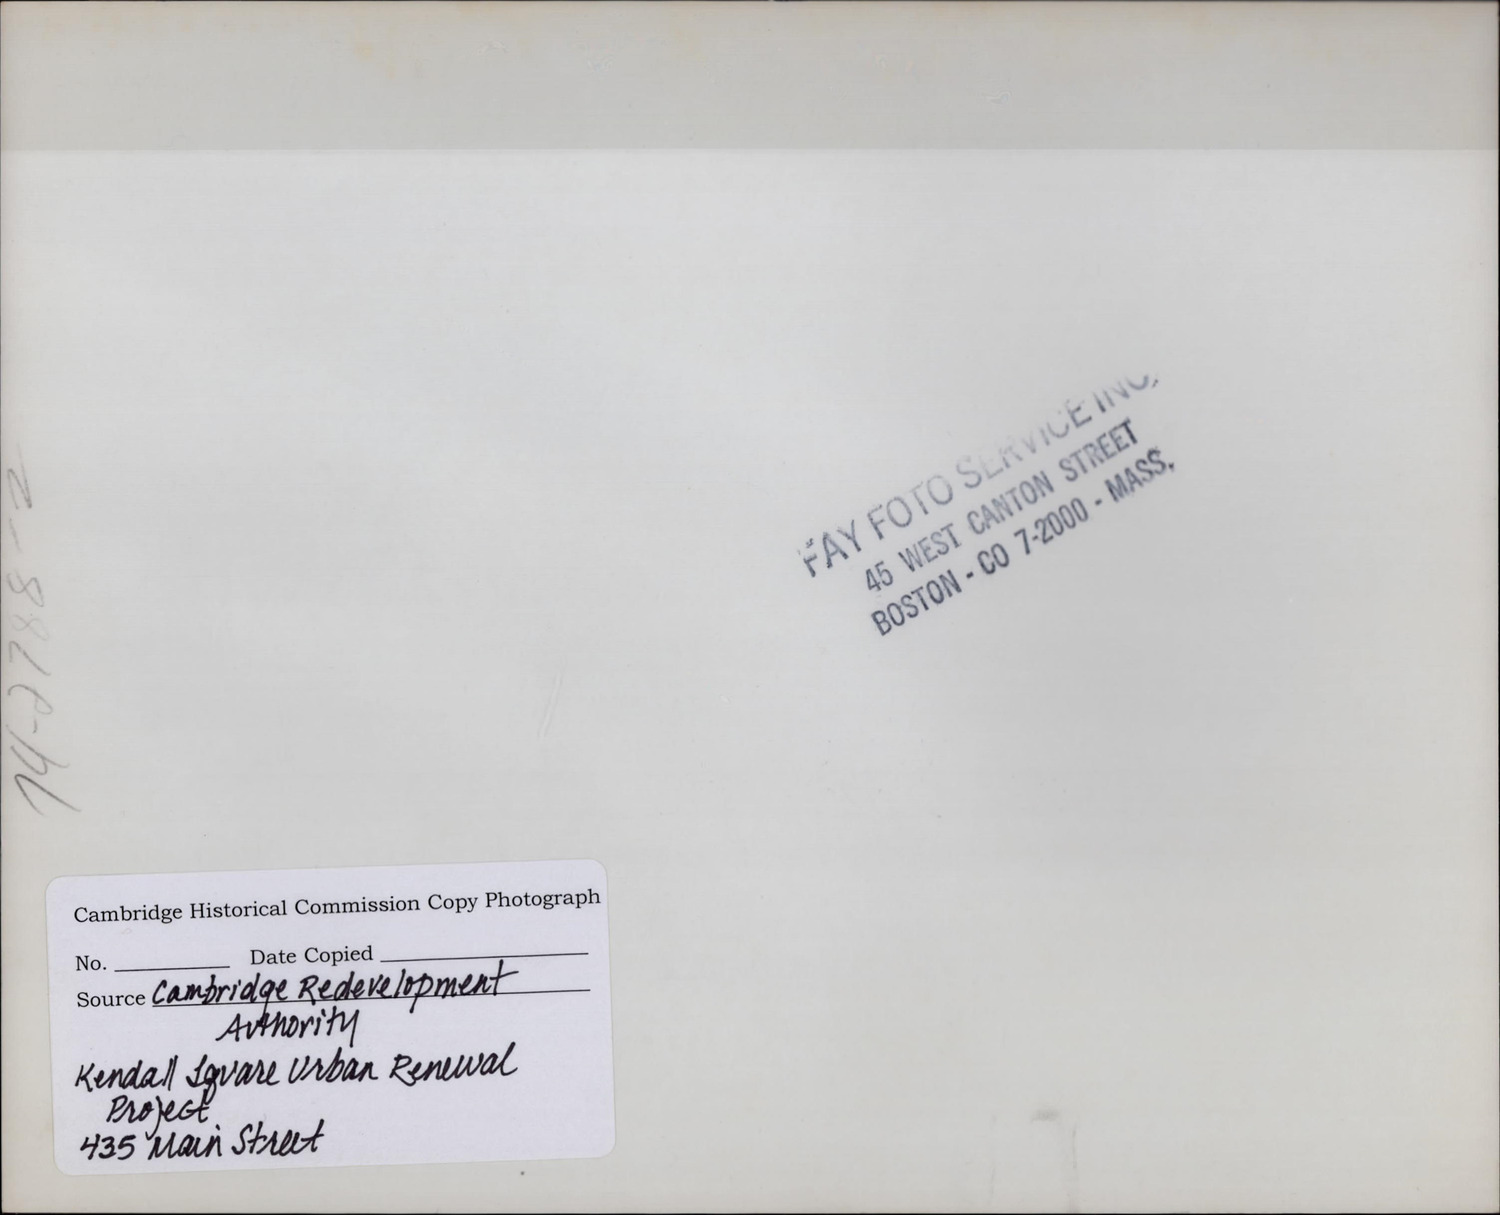 FAY FOTO SERVICE INC.
45 WEST CANTON STREET
BOSTON - CO 7-2000 - MASS.
74-2788-2
Cambridge Historical Commission Copy Photograph
No. Date Copied
Source Cambridge Redevelopment
Authority
Kendall Square Urban Renewal
Project
435 Main Street